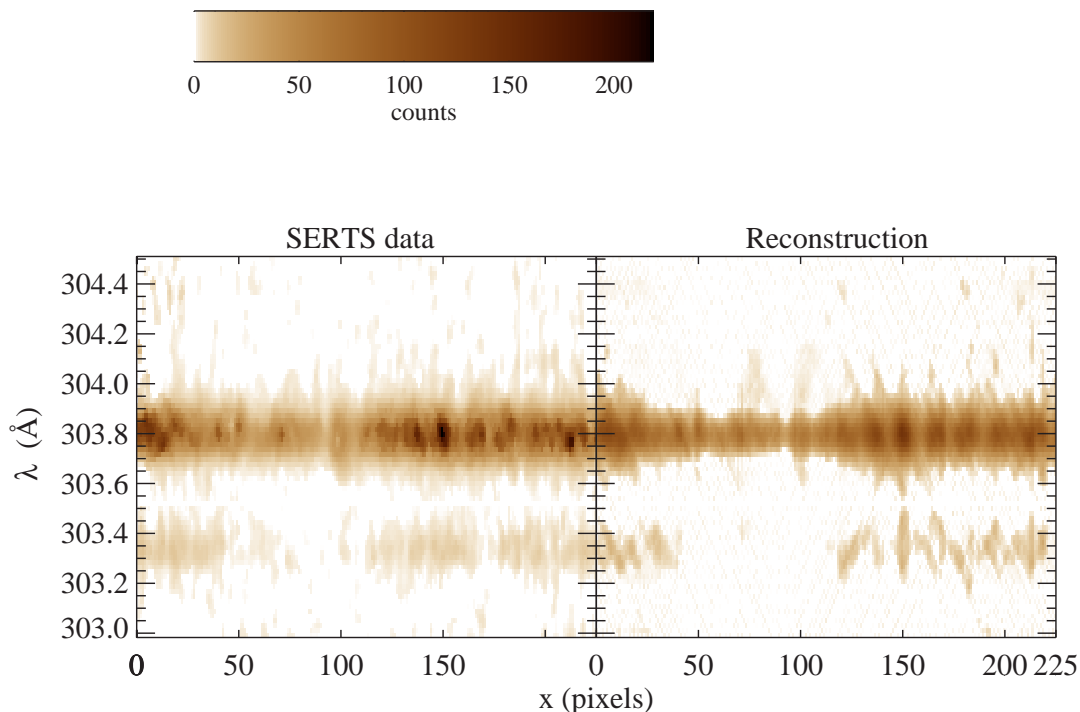 0 50 100 150 200
counts
SERTS data Reconstruction
304.4
304.2
304.0
303.8
303.6
303.4
303.2
303.0
λ (Å)
0 50 100 150 0 50 100 150 200 225
x (pixels)